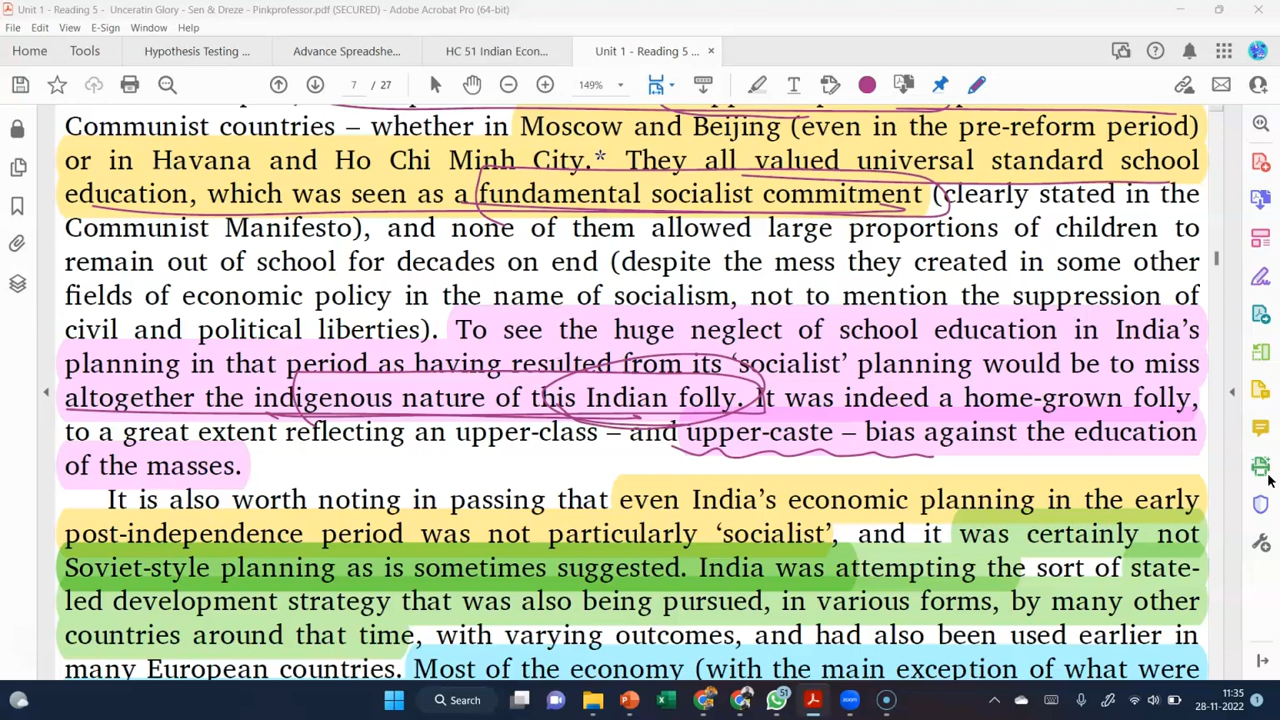 Unit 1 - Reading 5 - Unceratin Glory - Sen & Dreze - Pinkprofessor.pdf (SECURED) - Adobe Acrobat Pro (64-bit)
File Edit View E-Sign Window Help
Home Tools Hypothesis Testing ... Advance Spreadshe... HC 51 Indian Econ... Unit 1 - Reading 5 ... ×
7 / 27 149%
Communist countries – whether in Moscow and Beijing (even in the pre-reform period)
or in Havana and Ho Chi Minh City.* They all valued universal standard school
education, which was seen as a fundamental socialist commitment (clearly stated in the
Communist Manifesto), and none of them allowed large proportions of children to
remain out of school for decades on end (despite the mess they created in some other
fields of economic policy in the name of socialism, not to mention the suppression of
civil and political liberties). To see the huge neglect of school education in India's
planning in that period as having resulted from its ‘socialist’ planning would be to miss
altogether the indigenous nature of this Indian folly. It was indeed a home-grown folly,
to a great extent reflecting an upper-class – and upper-caste – bias against the education
of the masses.
It is also worth noting in passing that even India's economic planning in the early
post-independence period was not particularly ‘socialist’, and it was certainly not
Soviet-style planning as is sometimes suggested. India was attempting the sort of state-
led development strategy that was also being pursued, in various forms, by many other
countries around that time, with varying outcomes, and had also been used earlier in
many European countries. Most of the economy (with the main exception of what were
Search 51 11:35
28-11-2022 1